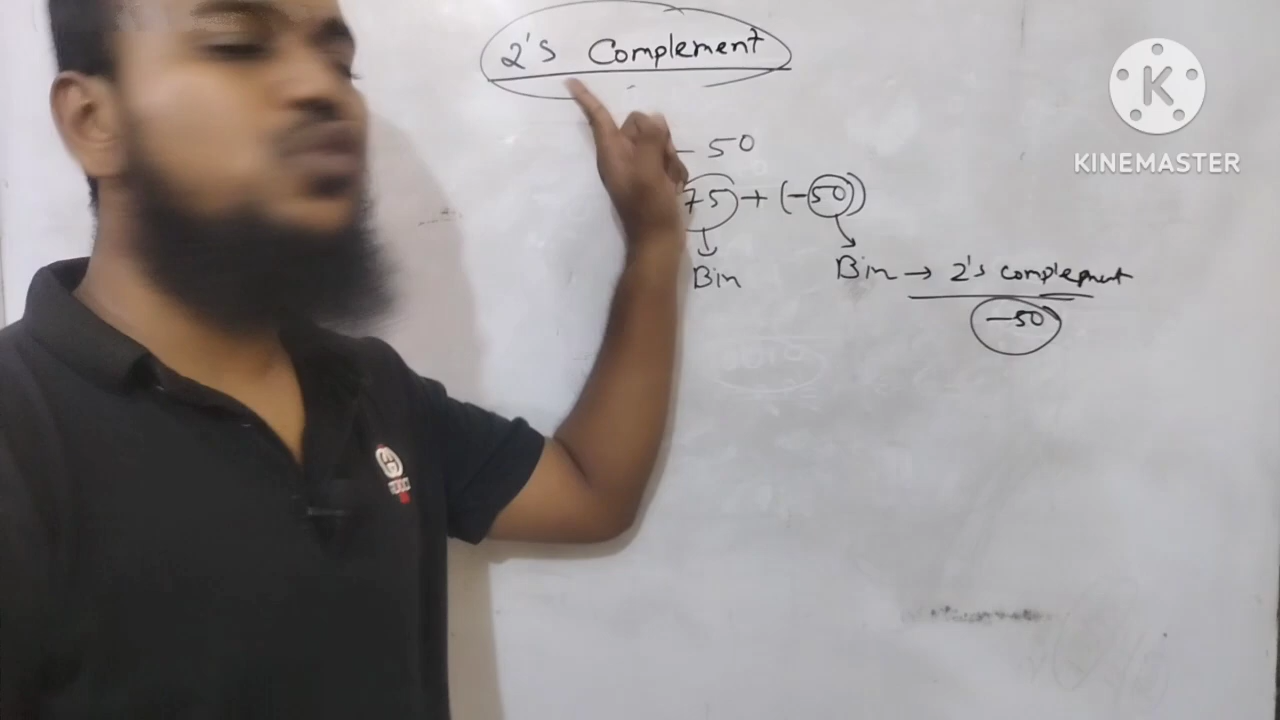 2's Complement
- 50
75 + (-50)
Bin
Bin → 2's complement
-50
K
KINEMASTER